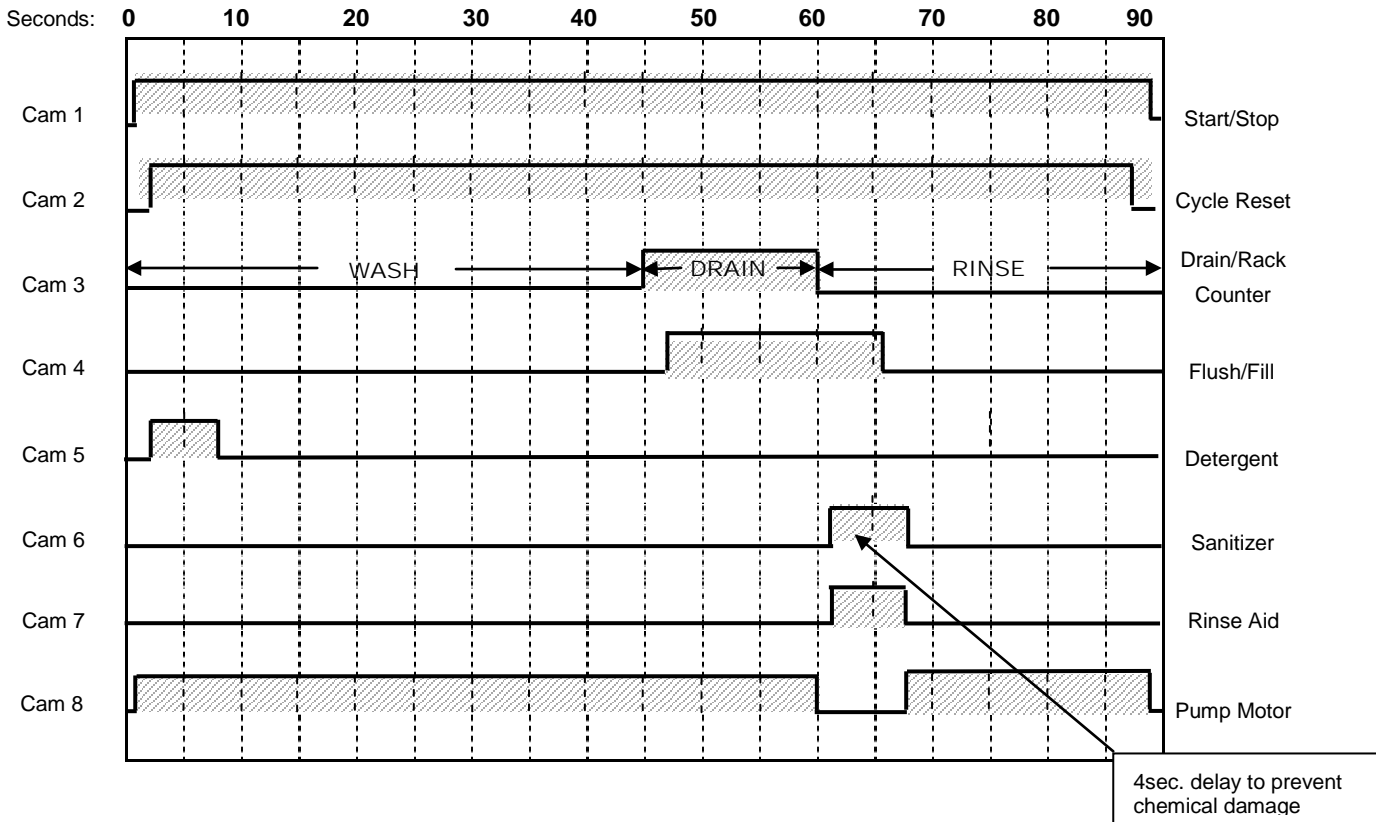 Seconds: 0 10 20 30 40 50 60 70 80 90
Cam 1 Start/Stop
Cam 2 Cycle Reset
Cam 3 WASH DRAIN RINSE Drain/Rack
Counter
Cam 4 Flush/Fill
Cam 5 Detergent
Cam 6 Sanitizer
Cam 7 Rinse Aid
Cam 8 Pump Motor
4sec. delay to prevent
chemical damage